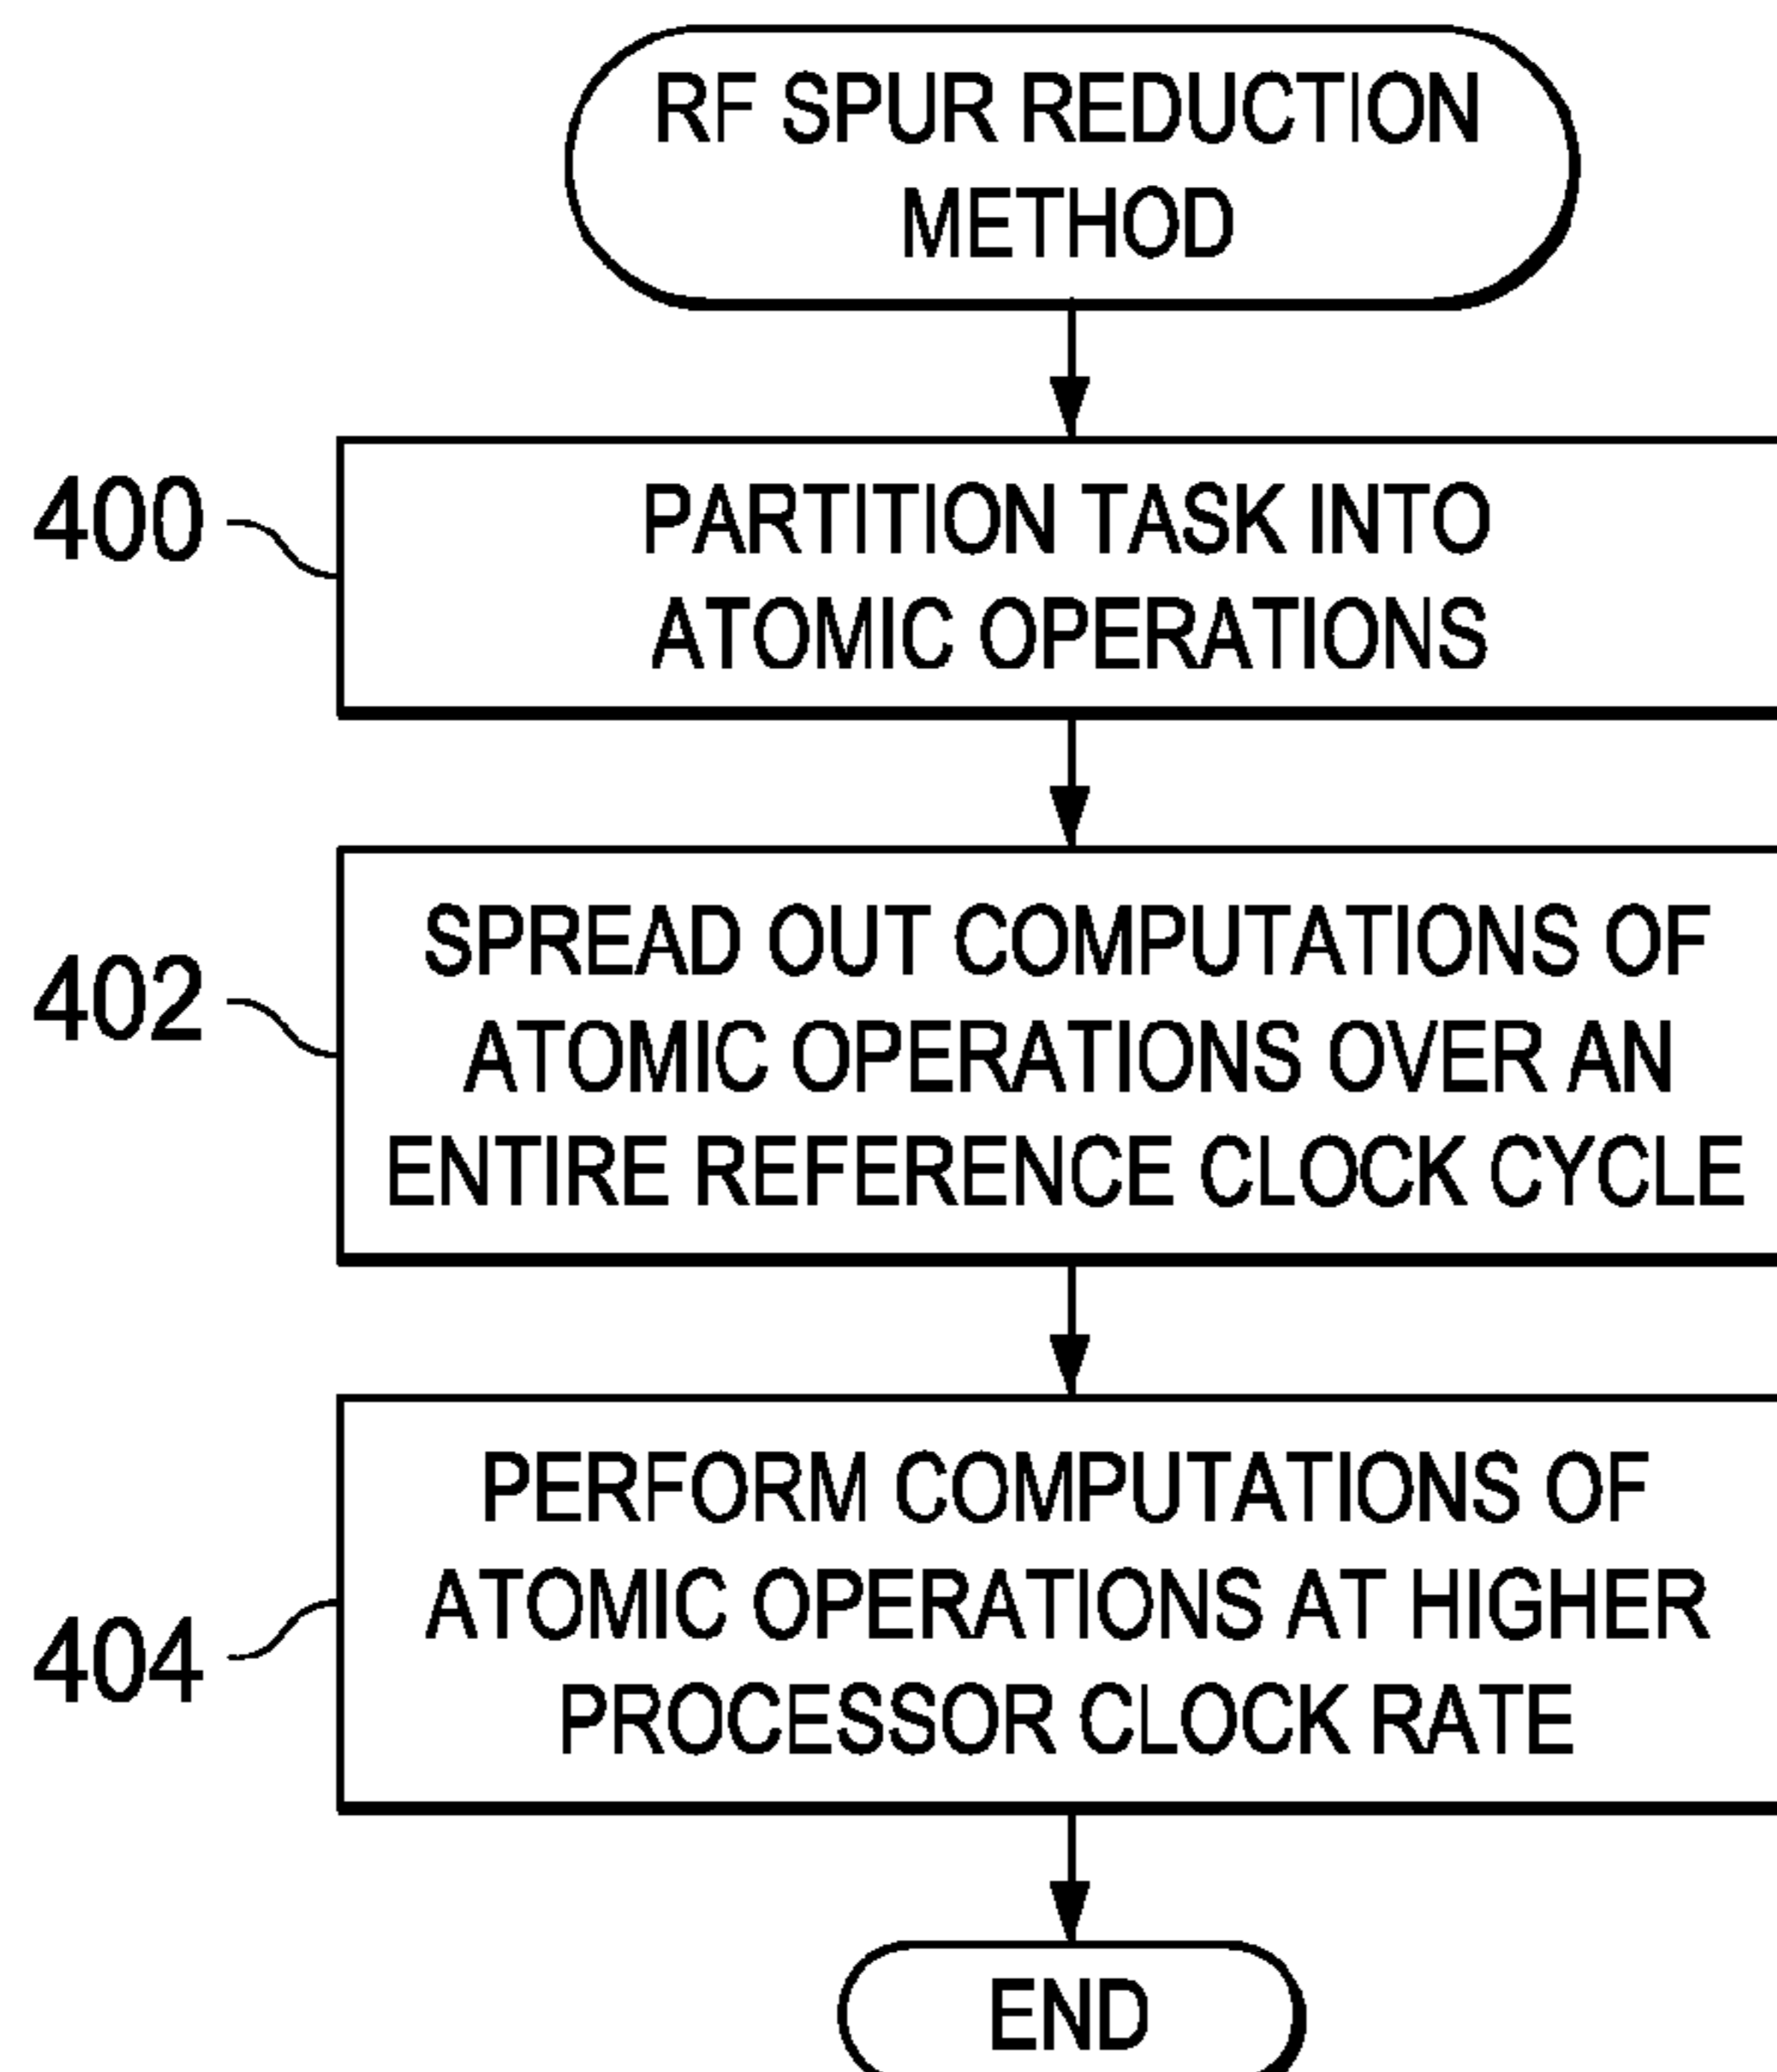 RF SPUR REDUCTION
METHOD
400
PARTITION TASK INTO
ATOMIC OPERATIONS
402
SPREAD OUT COMPUTATIONS OF
ATOMIC OPERATIONS OVER AN
ENTIRE REFERENCE CLOCK CYCLE
404
PERFORM COMPUTATIONS OF
ATOMIC OPERATIONS AT HIGHER
PROCESSOR CLOCK RATE
END